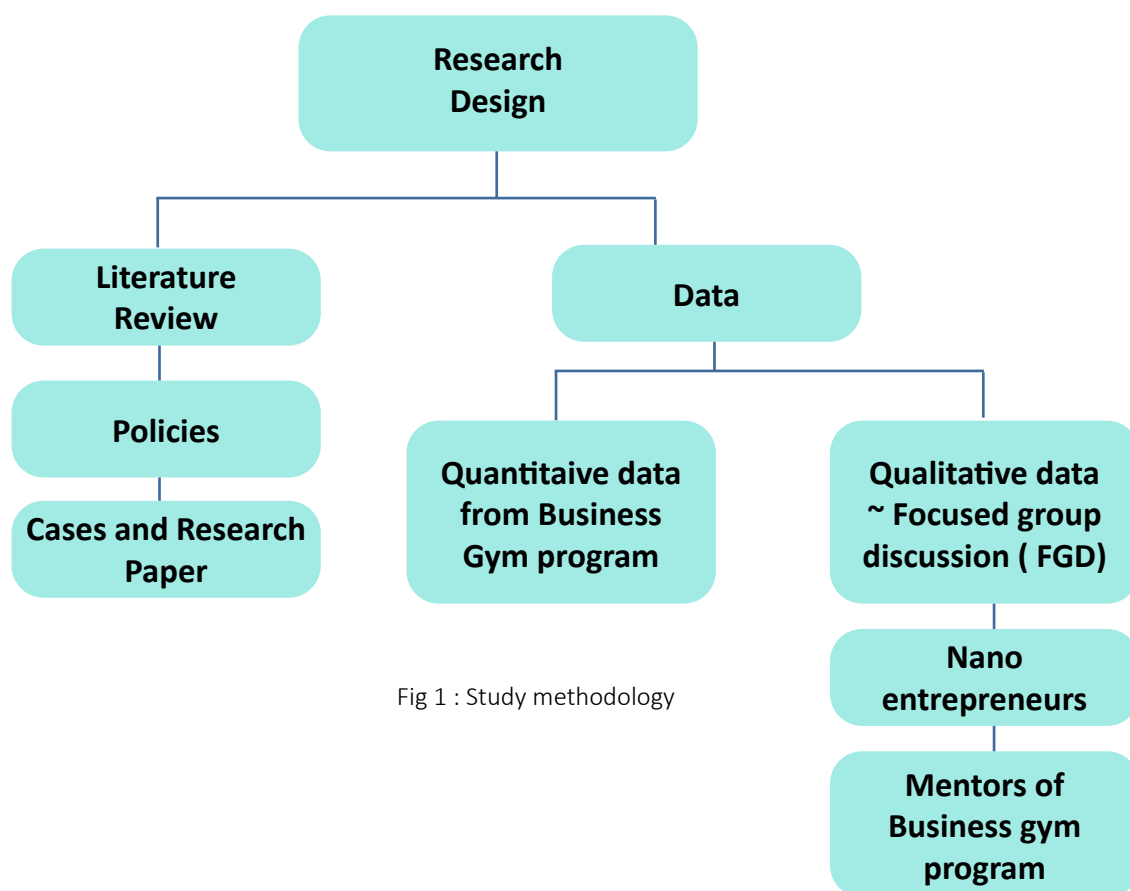 Research
Design
Literature
Review
Data
Policies
Cases and Research
Paper
Quantitaive data
from Business
Gym program
Qualitative data
~ Focused group
discussion ( FGD)
Nano
entrepreneurs
Mentors of
Business gym
program
Fig 1 : Study methodology